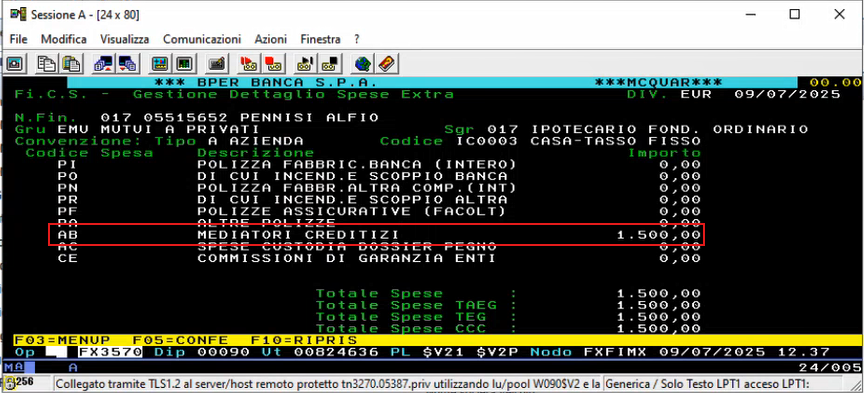 Sessione A - [24 x 80]
File Modifica Visualizza Comunicazioni Azioni Finestra ?
*** BPER BANCA S.P.A. ***MCQUAR*** 00.00
Fi.C.S. - Gestione Dettaglio Spese Extra DIV. EUR 09/07/2025
N.Fin. 017 05515652 PENNISI ALFIO
Gru EMU MUTUI A PRIVATI Sgr 017 IPOTECARIO FOND. ORDINARIO
Convenzione: Tipo A AZIENDA Codice IC0003 CASA-TASSO FISSO
Codice Spesa Descrizione Importo
PI POLIZZA FABBRIC.BANCA (INTERO) 0,00
PO DI CUI INCEND.E SCOPPIO BANCA 0,00
PN POLIZZA FABBR.ALTRA COMP.(INT) 0,00
PR DI CUI INCEND.E SCOPPIO ALTRA 0,00
PF POLIZZE ASSICURATIVE (FACOLT) 0,00
PA ALTRE POLIZZE 0,00
AB MEDIATORI CREDITIZI 1.500,00
AC SPESE CUSTODIA DOSSIER PEGNO 0,00
CE COMMISSIONI DI GARANZIA ENTI 0,00
Totale Spese : 1.500,00
Totale Spese TAEG : 1.500,00
Totale Spese TEG : 1.500,00
Totale Spese CCC : 1.500,00
F03=MENUP F05=CONFE F10=RIPRIS
Op FX3570 Dip 00090 Ut 00824636 PL $V21 $V2P Nodo FXFIMX 09/07/2025 12.37
MA A 24/005
256 Collegato tramite TLS1.2 al server/host remoto protetto tn3270.05387.priv utilizzando lu/pool W090$V2 e la Generica / Solo Testo LPT1 acceso LPT1: